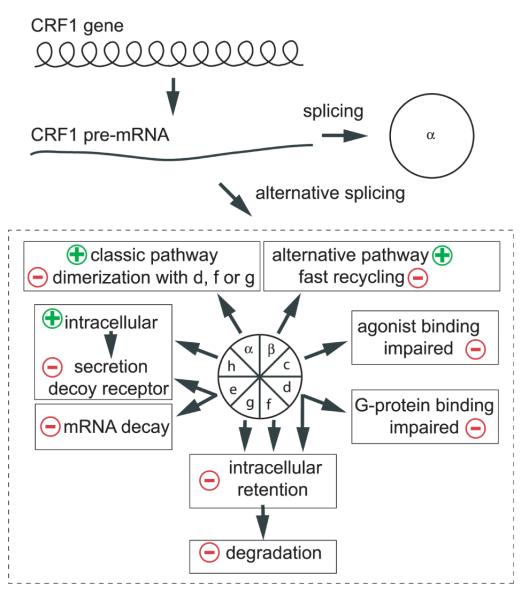 CRF1 gene
splicing
CRF1 pre-mRNA
α
alternative splicing
+ classic pathway
− dimerization with d, f or g
alternative pathway +
fast recycling −
+ intracellular
− secretion
decoy receptor
− mRNA decay
agonist binding
impaired −
G-protein binding
impaired −
α β
h c
e d
g f
− intracellular
retention
− degradation